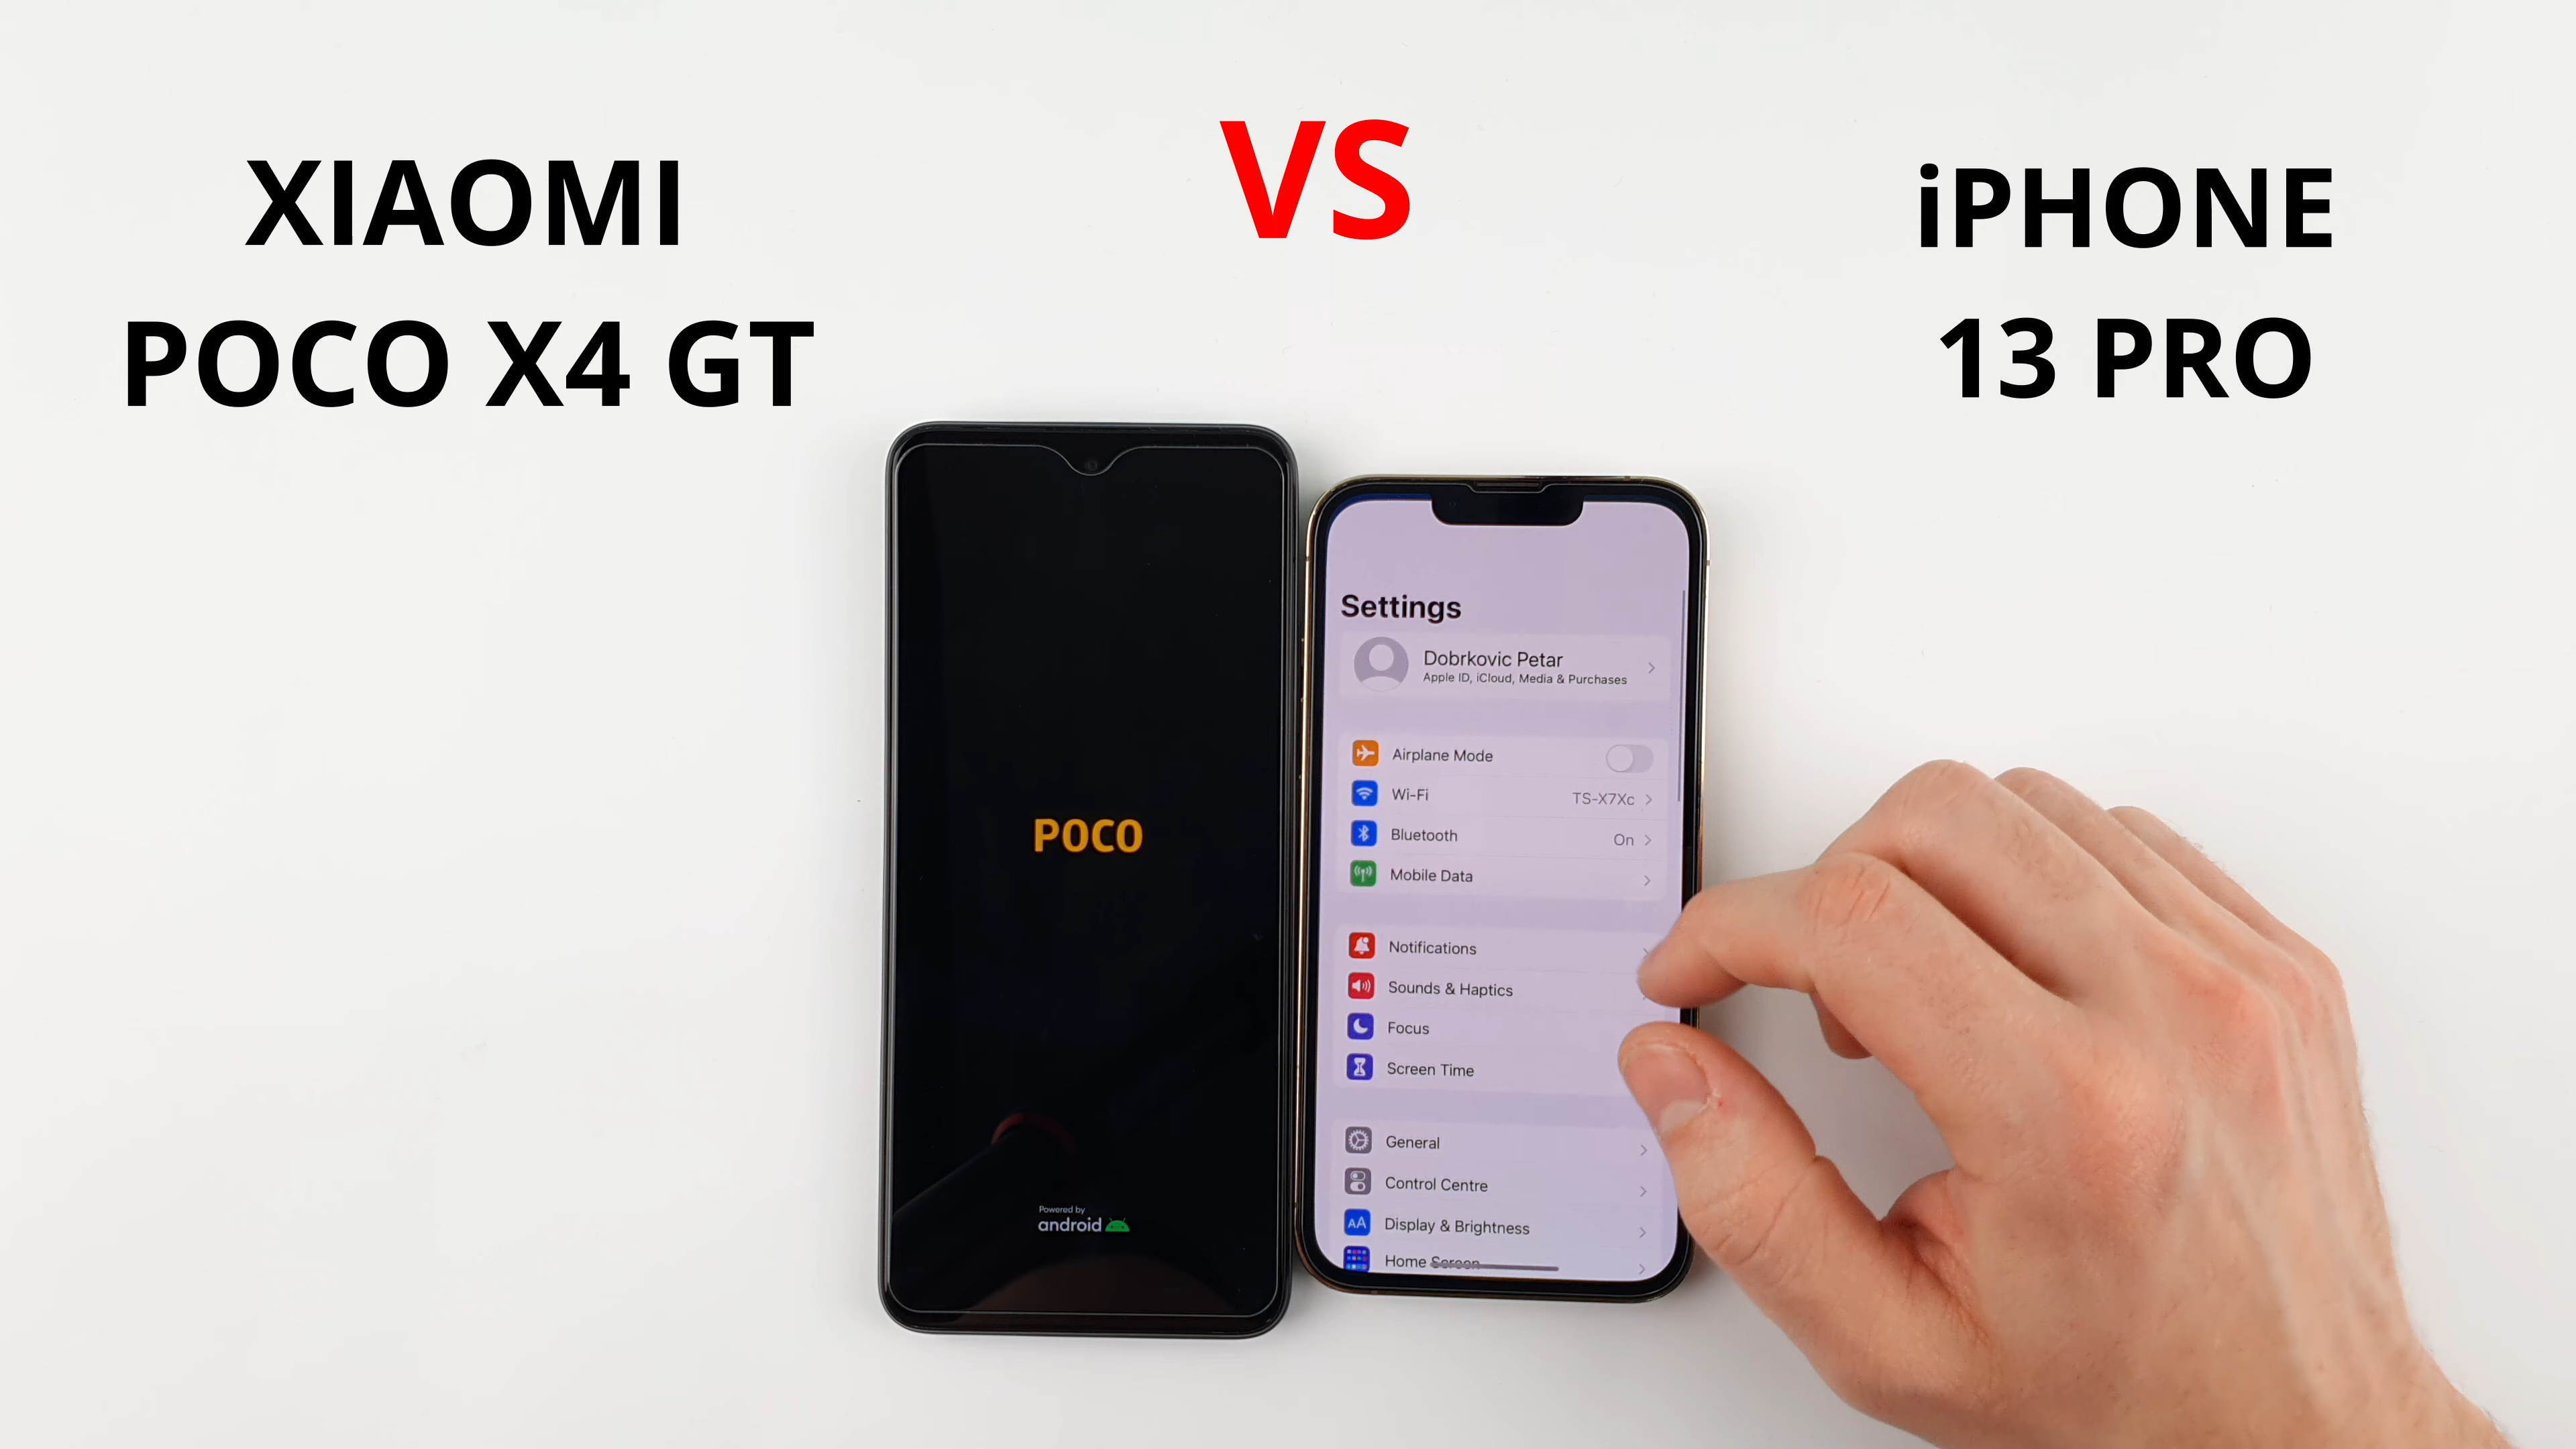 XIAOMI
POCO X4 GT
VS
iPHONE
13 PRO
POCO
Powered by
android
Settings
Dobrkovic Petar
Apple ID, iCloud, Media & Purchases
Airplane Mode
Wi-Fi TS-X7Xc
Bluetooth On
Mobile Data
Notifications
Sounds & Haptics
Focus
Screen Time
General
Control Centre
AA Display & Brightness
Home Screen